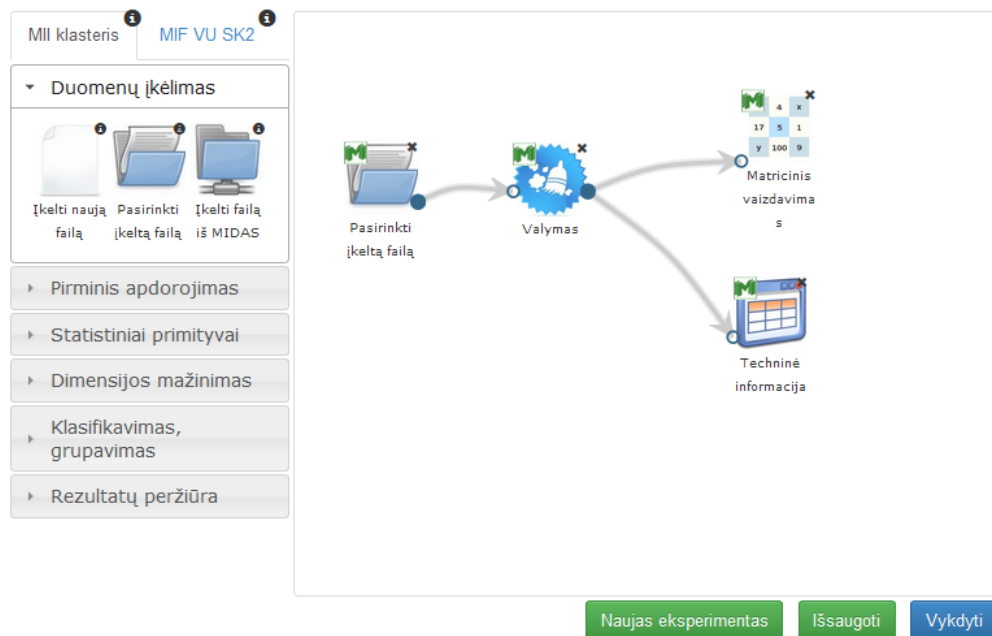 MII klasteris
MIF VU SK2
Duomenų įkėlimas
Įkelti naują
failą
Pasirinkti
įkeltą failą
Įkelti failą
iš MIDAS
Pirminis apdorojimas
Statistiniai primityvai
Dimensijos mažinimas
Klasifikavimas,
grupavimas
Rezultatų peržiūra
Pasirinkti
įkeltą failą
Valymas
4 x
17 5 1
y 100 9
Matricinis
vaizdavima
s
Techninė
informacija
Naujas eksperimentas
Išsaugoti
Vykdyti